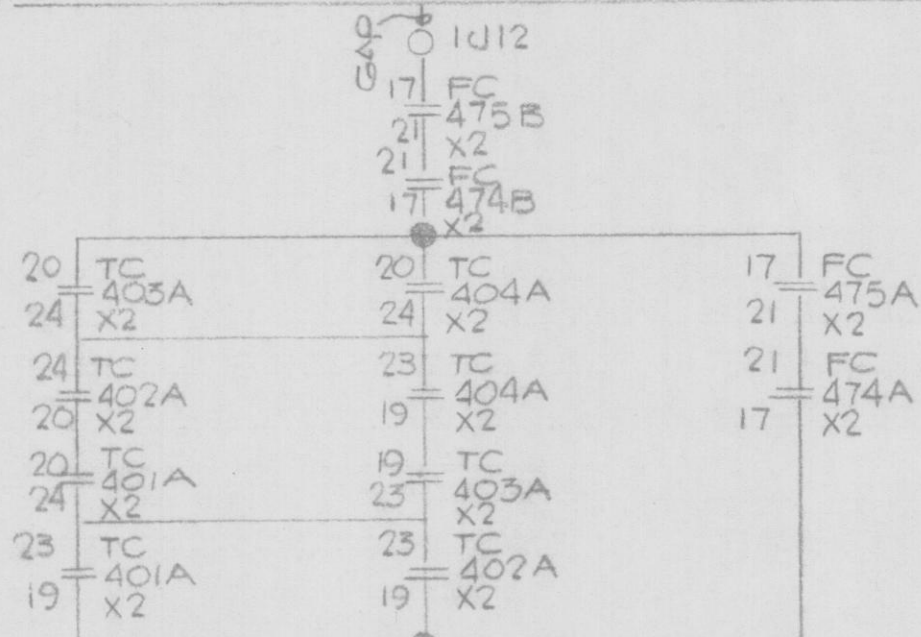 GAP
1J12
17 FC
475B
21 X2
21 FC
17 474B
X2
20 TC
403A
24 X2
20 TC
404A
24 X2
17 FC
475A
21 X2
24 TC
402A
20 X2
23 TC
404A
19 X2
21 FC
474A
17 X2
20 TC
401A
24 X2
19 TC
403A
23 X2
23 TC
401A
19 X2
23 TC
402A
19 X2